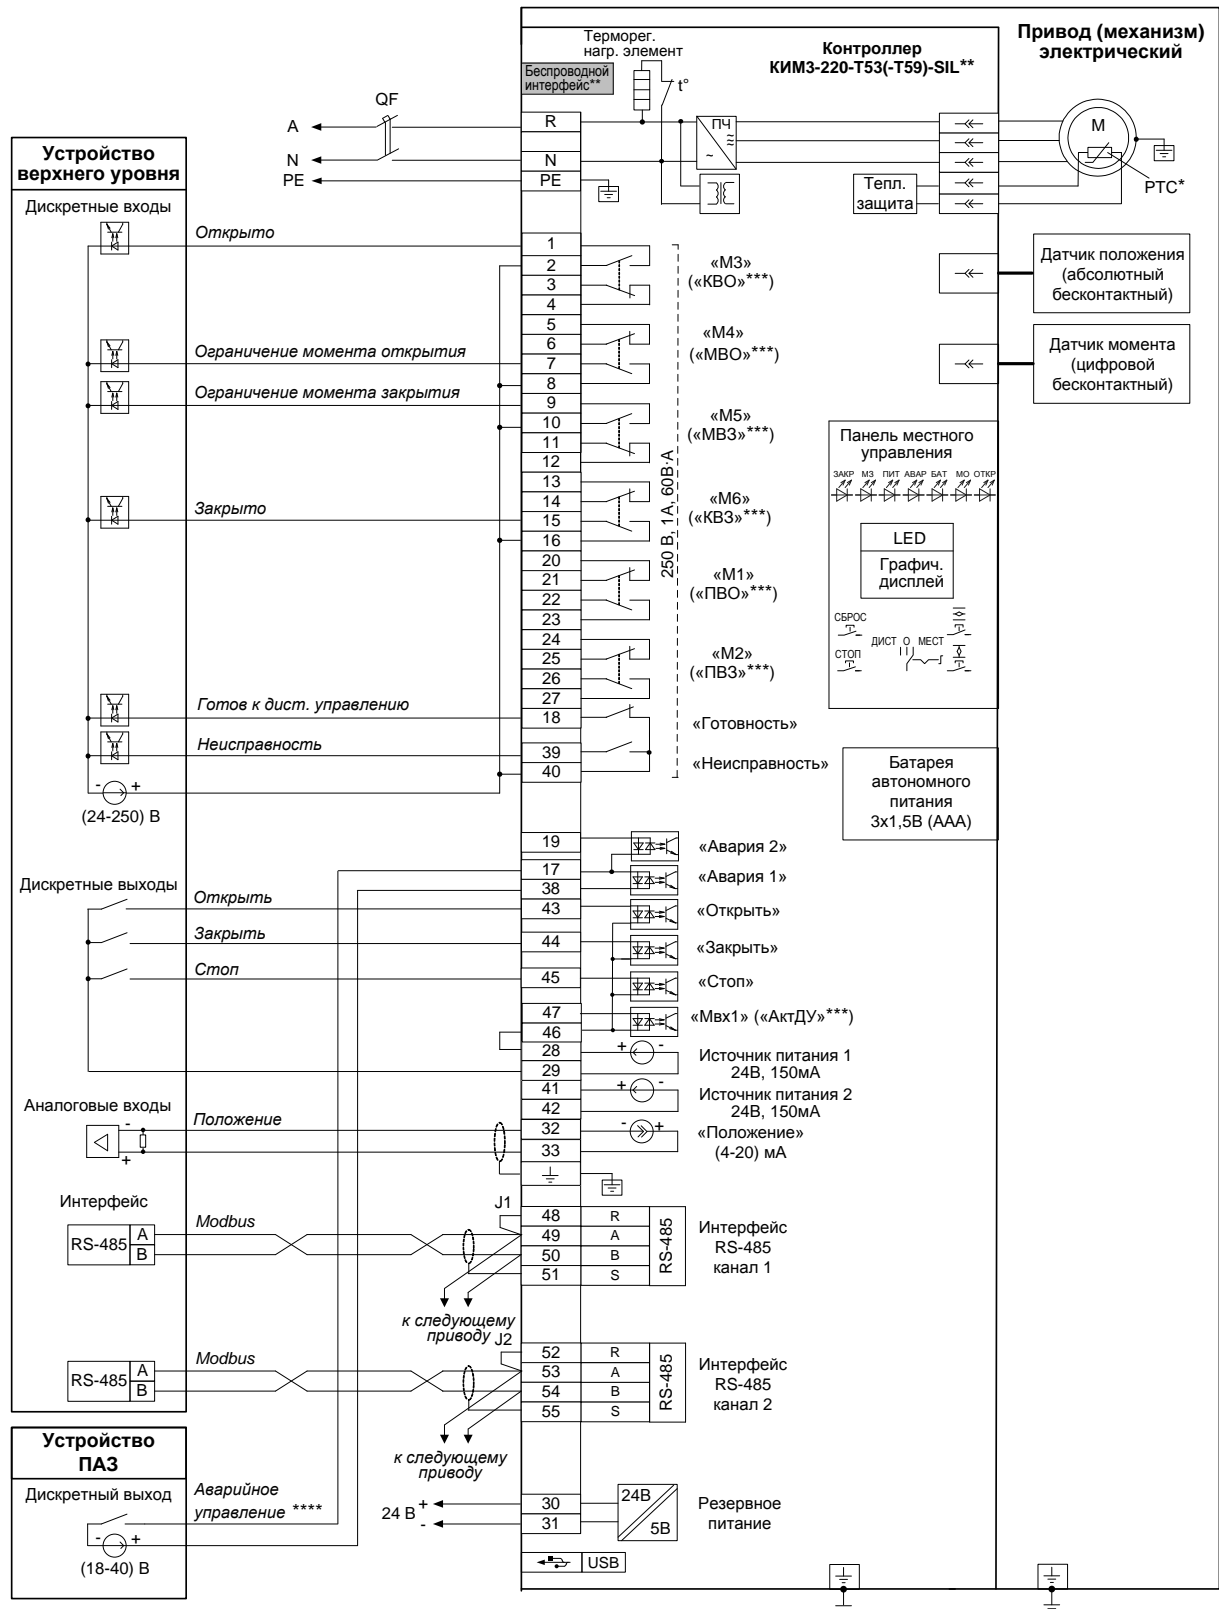 Привод (механизм)
электрический
Контроллер
КИМ3-220-Т53(-Т59)-SIL**
Терморег.
нагр. элемент
t°
Беспроводной
интерфейс**
QF
A
N
PE
R
N
PE
ПЧ
≈
~
M
PTC*
Тепл.
защита
Устройство
верхнего уровня
Дискретные входы
Открыто
Ограничение момента открытия
Ограничение момента закрытия
Закрыто
Готов к дист. управлению
Неисправность
- +
(24-250) В
1
2
3
4
5
6
7
8
9
10
11
12
13
14
15
16
20
21
22
23
24
25
26
27
18
39
40
«М3»
(«КВО»***)
«М4»
(«МВО»***)
«М5»
(«МВЗ»***)
«М6»
(«КВЗ»***)
«М1»
(«ПВО»***)
«М2»
(«ПВЗ»***)
«Готовность»
«Неисправность»
250 В, 1А, 60В·А
Датчик положения
(абсолютный
бесконтактный)
Датчик момента
(цифровой
бесконтактный)
Панель местного
управления
ЗАКР МЗ ПИТ АВАР БАТ МО ОТКР
LED
Графич.
дисплей
СБРОС
ДИСТ О МЕСТ
СТОП
Батарея
автономного
питания
3х1,5В (ААА)
Дискретные выходы
Открыть
Закрыть
Стоп
19
17
38
43
44
45
47
46
28
29
41
42
32
33
«Авария 2»
«Авария 1»
«Открыть»
«Закрыть»
«Стоп»
«Мвх1» («АктДУ»***)
+ -
Источник питания 1
24В, 150мА
+ -
Источник питания 2
24В, 150мА
- +
«Положение»
(4-20) мА
Аналоговые входы
Положение
-
+
Интерфейс
RS-485
A
B
Modbus
J1
48 R
49 A
50 B
51 S
RS-485
Интерфейс
RS-485
канал 1
к следующему
приводу
RS-485
A
B
Modbus
J2
52 R
53 A
54 B
55 S
RS-485
Интерфейс
RS-485
канал 2
к следующему
приводу
Устройство
ПАЗ
Дискретный выход
Аварийное
управление ****
- +
(18-40) В
24 В
+
-
30
31
24В
5В
Резервное
питание
USB